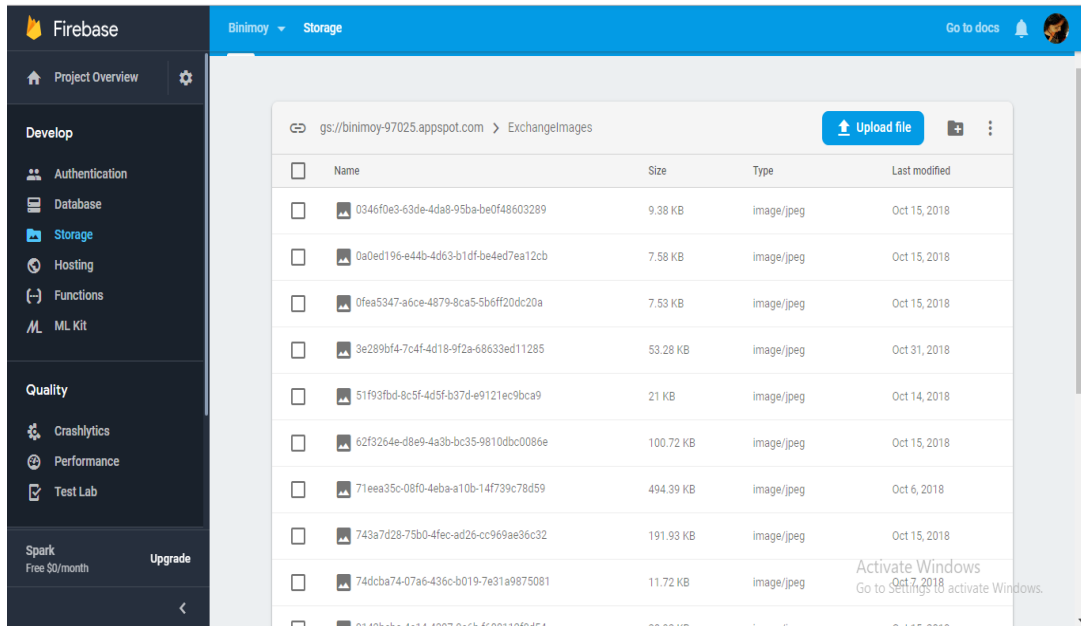 Firebase
Project Overview
Develop
Authentication
Database
Storage
Hosting
Functions
ML Kit
Quality
Crashlytics
Performance
Test Lab
Spark
Free $0/month
Upgrade
Binimoy Storage Go to docs
gs://binimoy-97025.appspot.com > ExchangeImages Upload file
Name Size Type Last modified
0346f0e3-63de-4da8-95ba-be0f48603289 9.38 KB image/jpeg Oct 15, 2018
0a0ed196-e44b-4d63-b1df-be4ed7ea12cb 7.58 KB image/jpeg Oct 15, 2018
0fea5347-a6ce-4879-8ca5-5b6ff20dc20a 7.53 KB image/jpeg Oct 15, 2018
3e289bf4-7c4f-4d18-9f2a-68633ed11285 53.28 KB image/jpeg Oct 31, 2018
51f93fbd-8c5f-4d5f-b37d-e9121ec9bca9 21 KB image/jpeg Oct 14, 2018
62f3264e-d8e9-4a3b-bc35-9810dbc0086e 100.72 KB image/jpeg Oct 15, 2018
71eea35c-08f0-4eba-a10b-14f739c78d59 494.39 KB image/jpeg Oct 6, 2018
743a7d28-75b0-4fec-ad26-cc969ae36c32 191.93 KB image/jpeg Oct 15, 2018
74dcba74-07a6-436c-b019-7e31a9875081 11.72 KB image/jpeg Oct 7, 2018
Activate Windows
Go to Settings to activate Windows.